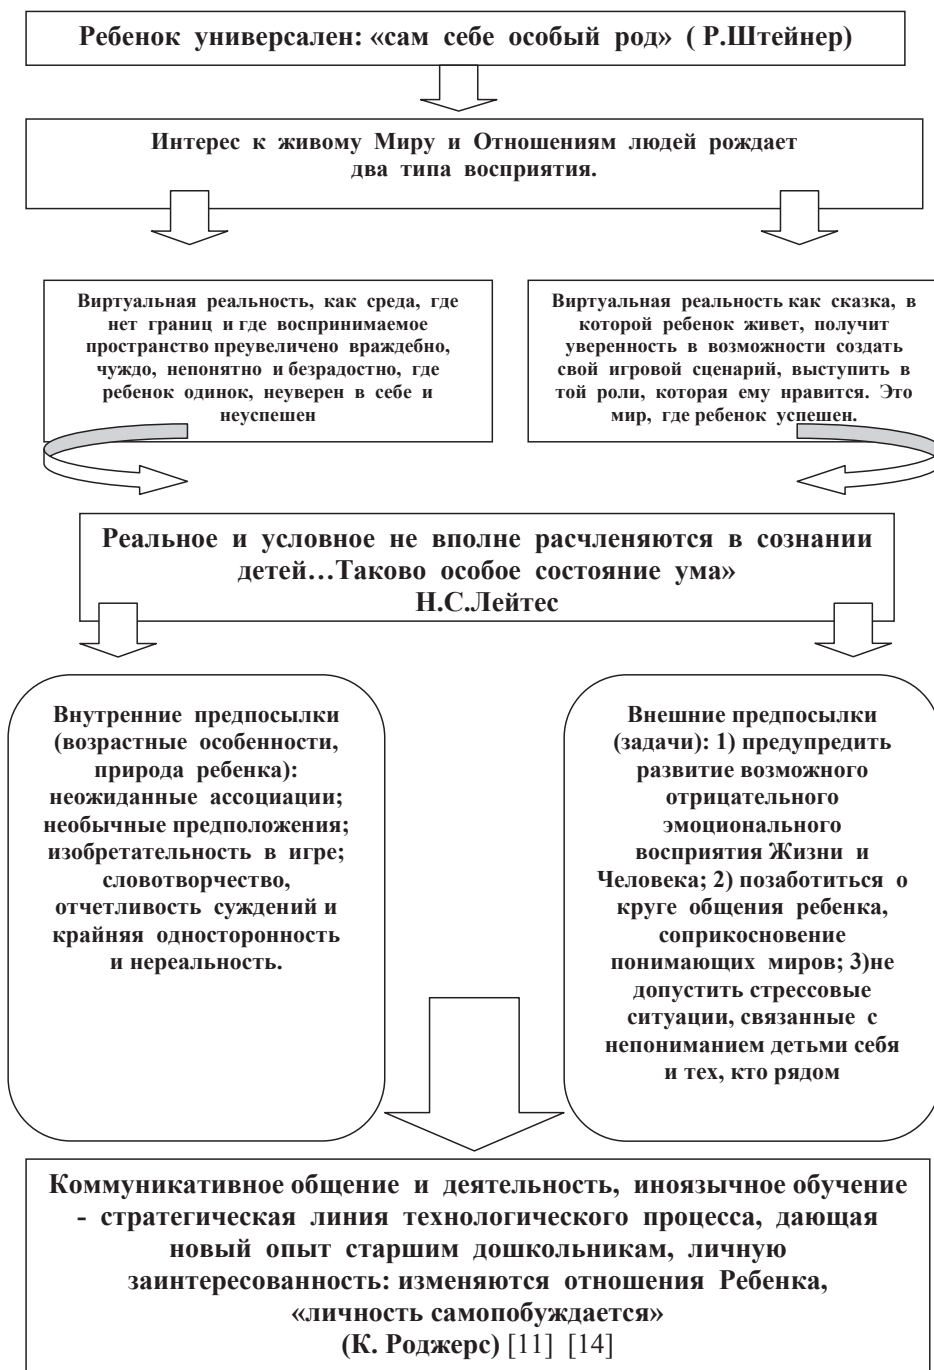 Ребенок универсален: «сам себе особый род» ( Р.Штейнер)
Интерес к живому Миру и Отношениям людей рождает
два типа восприятия.
Виртуальная реальность, как среда, где
нет границ и где воспринимаемое
пространство преувеличено враждебно,
чуждо, непонятно и безрадостно, где
ребенок одинок, неуверен в себе и
неуспешен
Виртуальная реальность как сказка, в
которой ребенок живет, получит
уверенность в возможности создать
свой игровой сценарий, выступить в
той роли, которая ему нравится. Это
мир, где ребенок успешен.
Реальное и условное не вполне расчленяются в сознании
детей…Таково особое состояние ума»
Н.С.Лейтес
Внутренние предпосылки
(возрастные особенности,
природа ребенка):
неожиданные ассоциации;
необычные предположения;
изобретательность в игре;
словотворчество,
отчетливость суждений и
крайняя односторонность
и нереальность.
Внешние предпосылки
(задачи): 1) предупредить
развитие возможного
отрицательного
эмоционального
восприятия Жизни и
Человека; 2) позаботиться о
круге общения ребенка,
соприкосновение
понимающих миров; 3)не
допустить стрессовые
ситуации, связанные с
непониманием детьми себя
и тех, кто рядом
Коммуникативное общение и деятельность, иноязычное обучение
- стратегическая линия технологического процесса, дающая
новый опыт старшим дошкольникам, личную
заинтересованность: изменяются отношения Ребенка,
«личность самопобуждается»
(К. Роджерс) [11] [14]